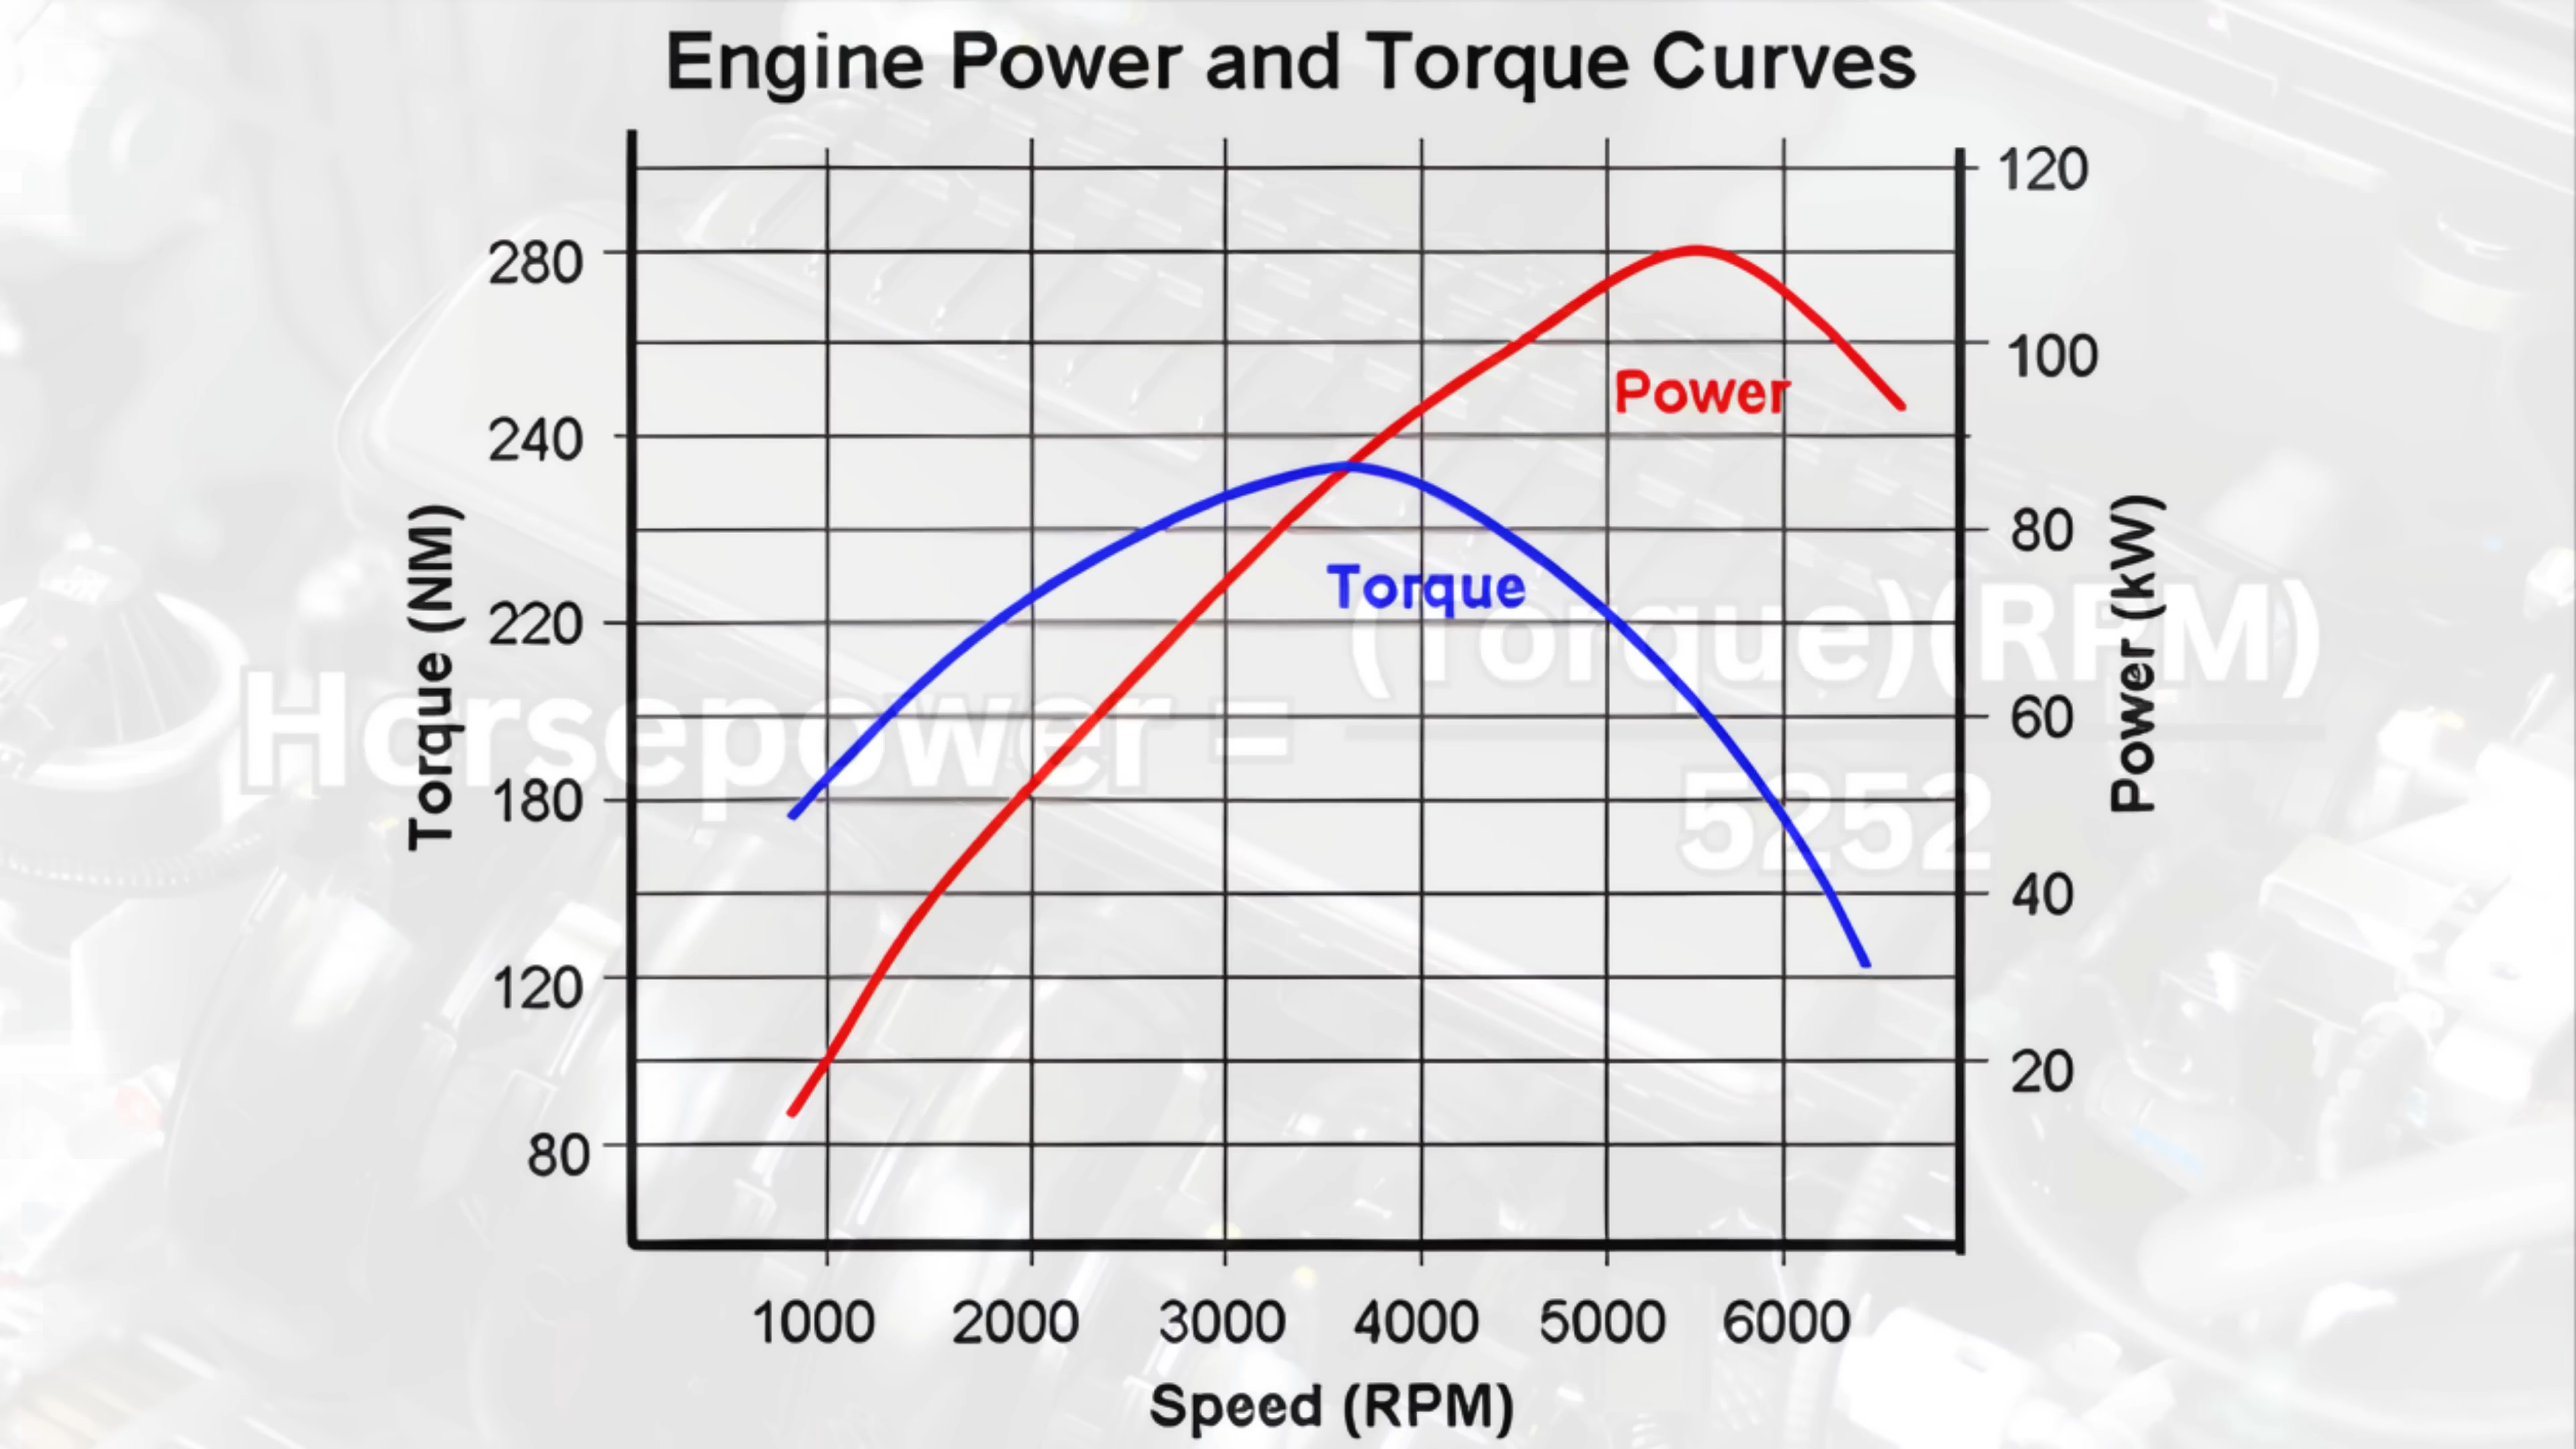 Engine Power and Torque Curves
120
280
100
240
Power
80
Torque
220
Torque (NM)
Power (kW)
Horsepower = (Torque)(RPM)
5252
60
180
40
120
20
80
1000 2000 3000 4000 5000 6000
Speed (RPM)